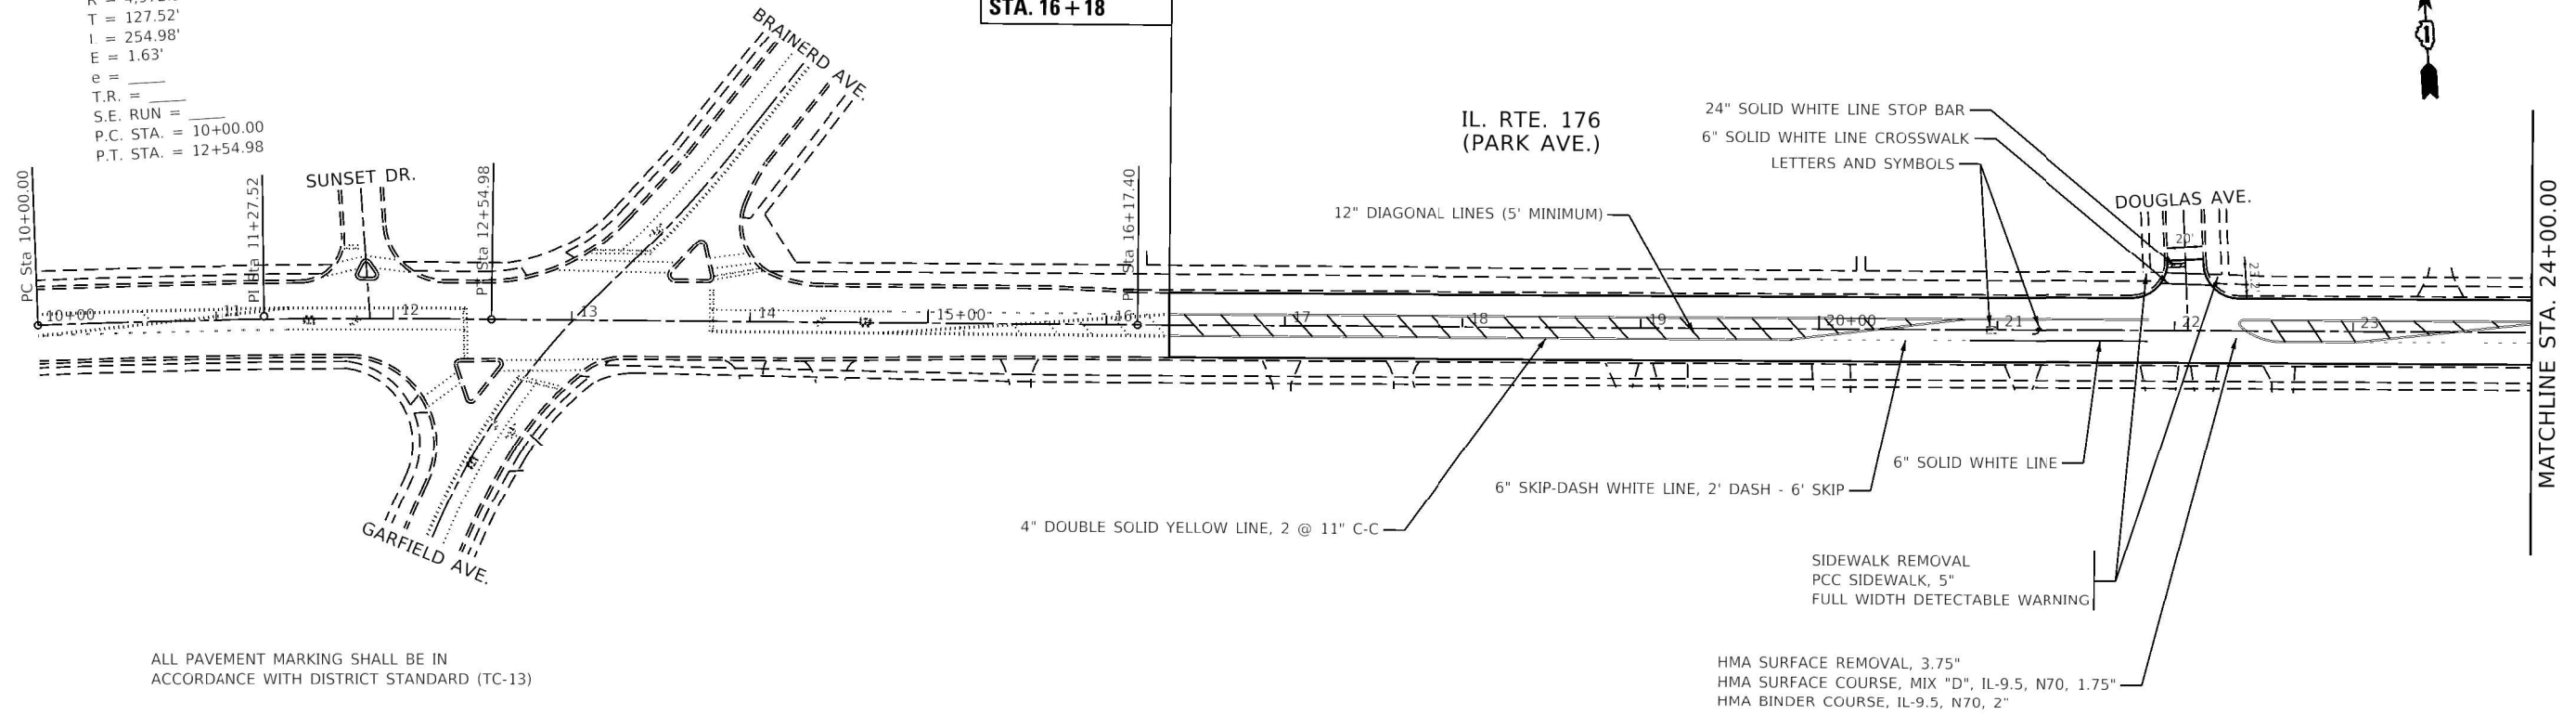 T = 127.52'
L = 254.98'
E = 1.63'
e = ____
T.R. = ____
S.E. RUN = ____
P.C. STA. = 10+00.00
P.T. STA. = 12+54.98
STA. 16+18
BRAINERD AVE.
SUNSET DR.
GARFIELD AVE.
DOUGLAS AVE.
IL. RTE. 176
(PARK AVE.)
PC Sta 10+00.00
PI Sta 11+27.52
PT Sta 12+54.98
Sta 16+17.40
24" SOLID WHITE LINE STOP BAR
6" SOLID WHITE LINE CROSSWALK
LETTERS AND SYMBOLS
12" DIAGONAL LINES (5' MINIMUM)
20'
10+00
11
12
13
14
15+00
16
17
18
19
20+00
21
22
23
MATCHLINE STA. 24+00.00
6" SOLID WHITE LINE
6" SKIP-DASH WHITE LINE, 2' DASH - 6' SKIP
4" DOUBLE SOLID YELLOW LINE, 2 @ 11" C-C
SIDEWALK REMOVAL
PCC SIDEWALK, 5"
FULL WIDTH DETECTABLE WARNING
ALL PAVEMENT MARKING SHALL BE IN
ACCORDANCE WITH DISTRICT STANDARD (TC-13)
HMA SURFACE REMOVAL, 3.75"
HMA SURFACE COURSE, MIX "D", IL-9.5, N70, 1.75"
HMA BINDER COURSE, IL-9.5, N70, 2"